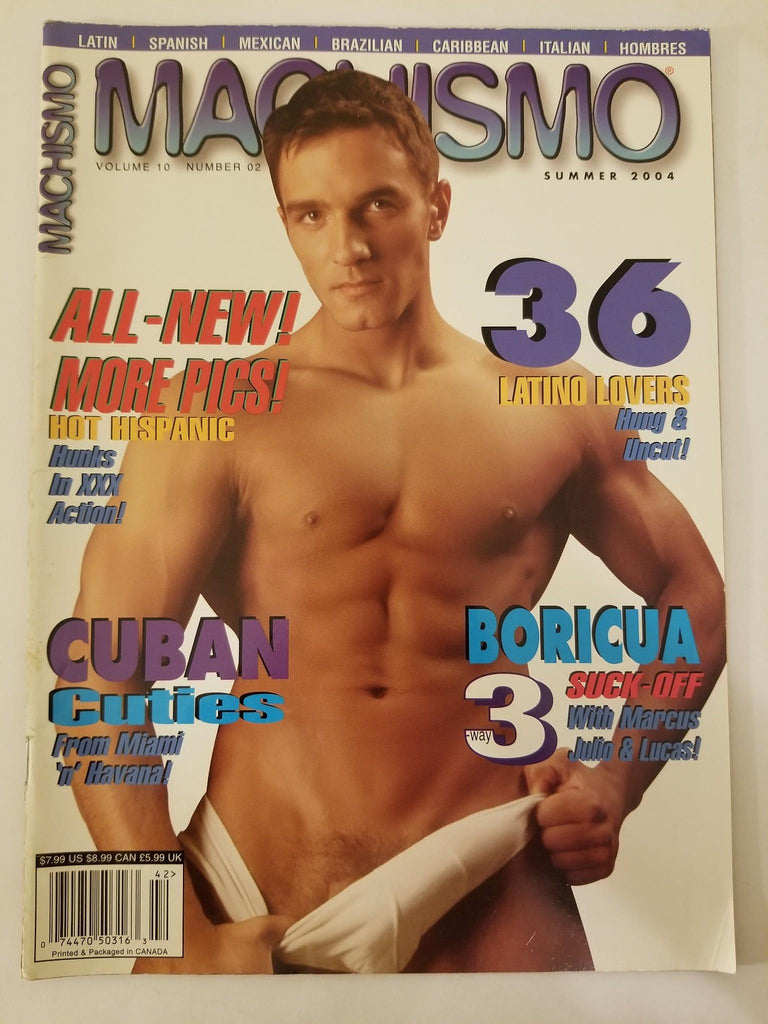 LATIN | SPANISH | MEXICAN | BRAZILIAN | CARIBBEAN | ITALIAN | HOMBRES
MACHISMO
MACHISMO®
VOLUME 10 NUMBER 02
SUMMER 2004
ALL-NEW!
MORE PICS!
HOT HISPANIC
Hunks
In XXX
Action!
36
LATINO LOVERS
Hung &
Uncut!
CUBAN
Cuties
From Miami
'n' Havana!
BORICUA
3-way
SUCK-OFF
With Marcus
Julio & Lucas!
$7.99 US $8.99 CAN £5.99 UK
42>
0 74470 50316 3
Printed & Packaged in CANADA